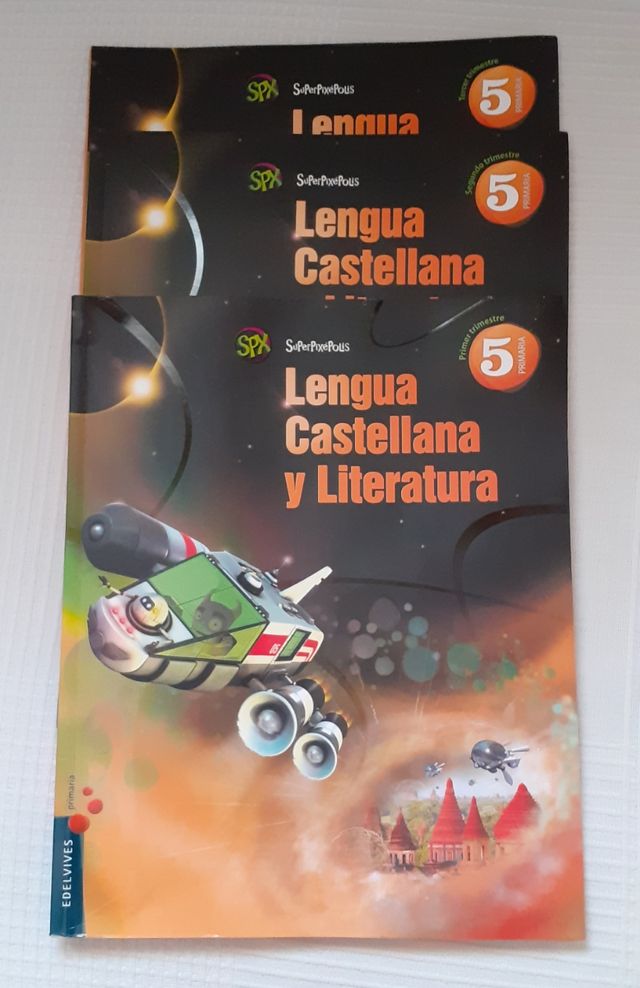 SPX SuPerPixéPolis
Tercer trimestre
5
PRIMARIA
Lengua
SPX SuPerPixéPolis
Segundo trimestre
5
PRIMARIA
Lengua
Castellana
SPX SuPerPixéPolis
Primer trimestre
5
PRIMARIA
Lengua
Castellana
y Literatura
primaria
EDELVIVES